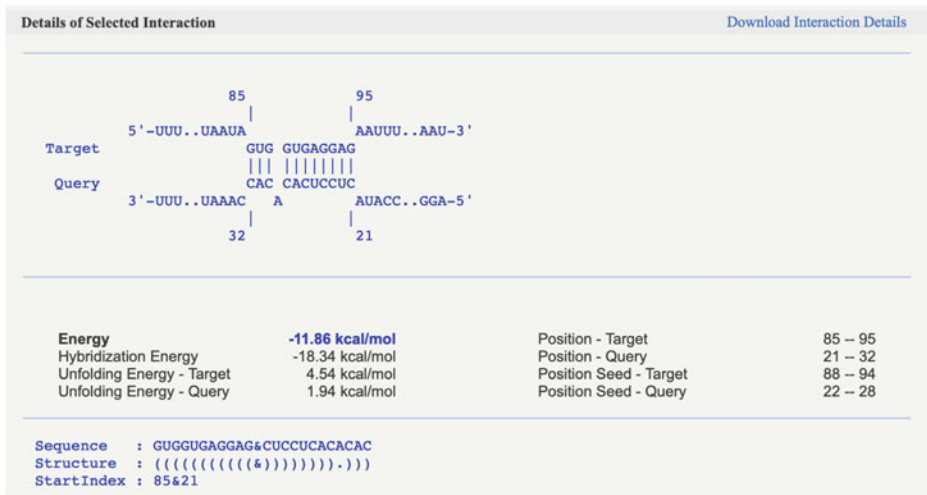 Details of Selected Interaction Download Interaction Details
85 95
| |
5'-UUU..UAAUA AAUUU..AAU-3'
Target GUG GUGAGGAG
||| ||||||||
Query CAC CACUCCUC
3'-UUU..UAAAC A AUACC..GGA-5'
| |
32 21
Energy -11.86 kcal/mol Position - Target 85 -- 95
Hybridization Energy -18.34 kcal/mol Position - Query 21 -- 32
Unfolding Energy - Target 4.54 kcal/mol Position Seed - Target 88 -- 94
Unfolding Energy - Query 1.94 kcal/mol Position Seed - Query 22 -- 28
Sequence : GUGGUGAGGAG&CUCCUCACACAC
Structure : (((((((((((&)))))))).)))
StartIndex : 85&21